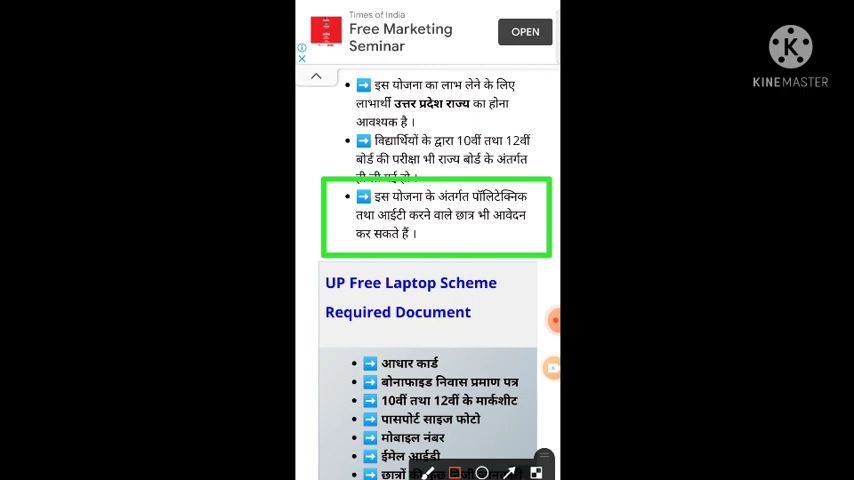 Times of India
Free Marketing
Seminar
OPEN
KINEMASTER
➡ इस योजना का लाभ लेने के लिए
लाभार्थी उत्तर प्रदेश राज्य का होना
आवश्यक है ।
➡ विद्यार्थियों के द्वारा 10वीं तथा 12वीं
बोर्ड की परीक्षा भी राज्य बोर्ड के अंतर्गत
ही ली गई हो ।
➡ इस योजना के अंतर्गत पॉलिटेक्निक
तथा आईटी करने वाले छात्र भी आवेदन
कर सकते हैं ।
UP Free Laptop Scheme
Required Document
➡ आधार कार्ड
➡ बोनाफाइड निवास प्रमाण पत्र
➡ 10वीं तथा 12वीं के मार्कशीट
➡ पासपोर्ट साइज फोटो
➡ मोबाइल नंबर
➡ ईमेल आईडी
➡ छात्रों की